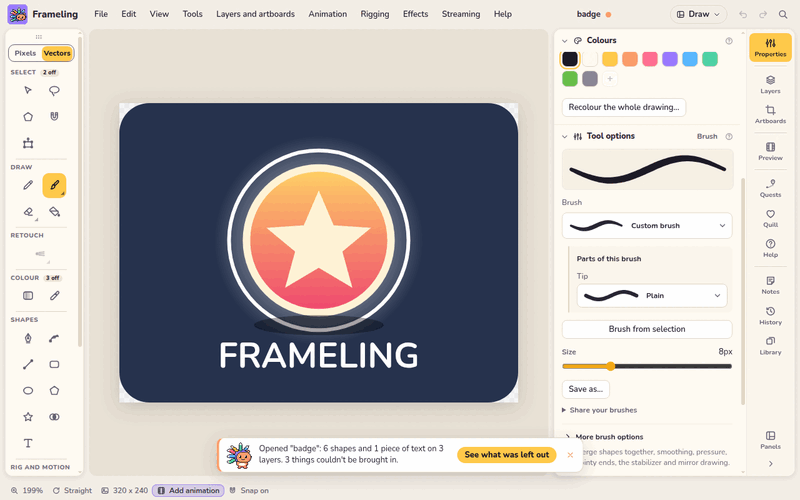 Frameling
File Edit View Tools Layers and artboards Animation Rigging Effects Streaming Help
badge
Draw
Pixels Vectors
SELECT 2 off
DRAW
RETOUCH
COLOUR 3 off
SHAPES
RIG AND MOTION
FRAMELING
Opened "badge": 6 shapes and 1 piece of text on 3
layers. 3 things couldn't be brought in.
See what was left out
Colours
Recolour the whole drawing...
Tool options Brush
Brush
Custom brush
Parts of this brush
Tip
Plain
Brush from selection
Size 8px
Save as...
Share your brushes
More brush options
erge shapes together, smoothing, pressure,
inty ends, the stabilizer and mirror drawing.
Properties
Layers
Artboards
Preview
Quests
Quill
Help
Notes
History
Library
Panels
199% Straight 320 x 240 Add animation Snap on